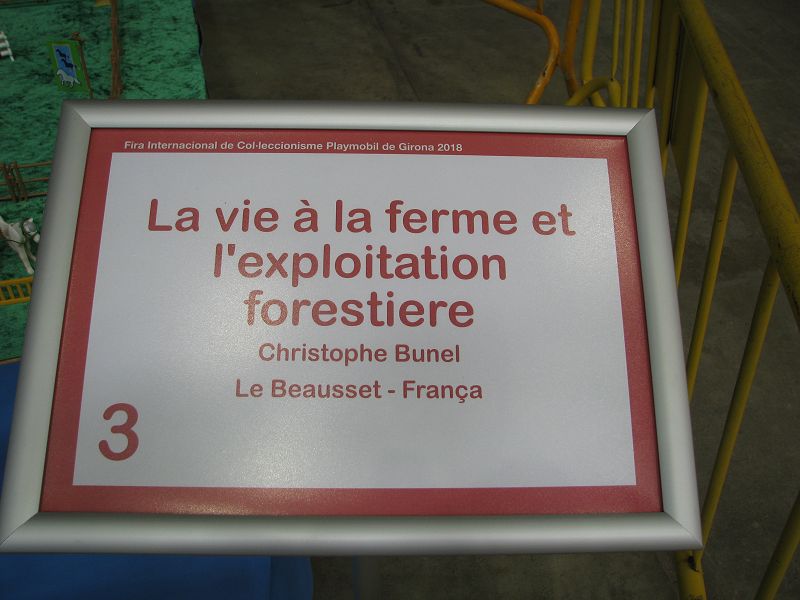 Fira Internacional de Col·leccionisme Playmobil de Girona 2018
La vie à la ferme et
l'exploitation
forestiere
Christophe Bunel
Le Beausset - França
3